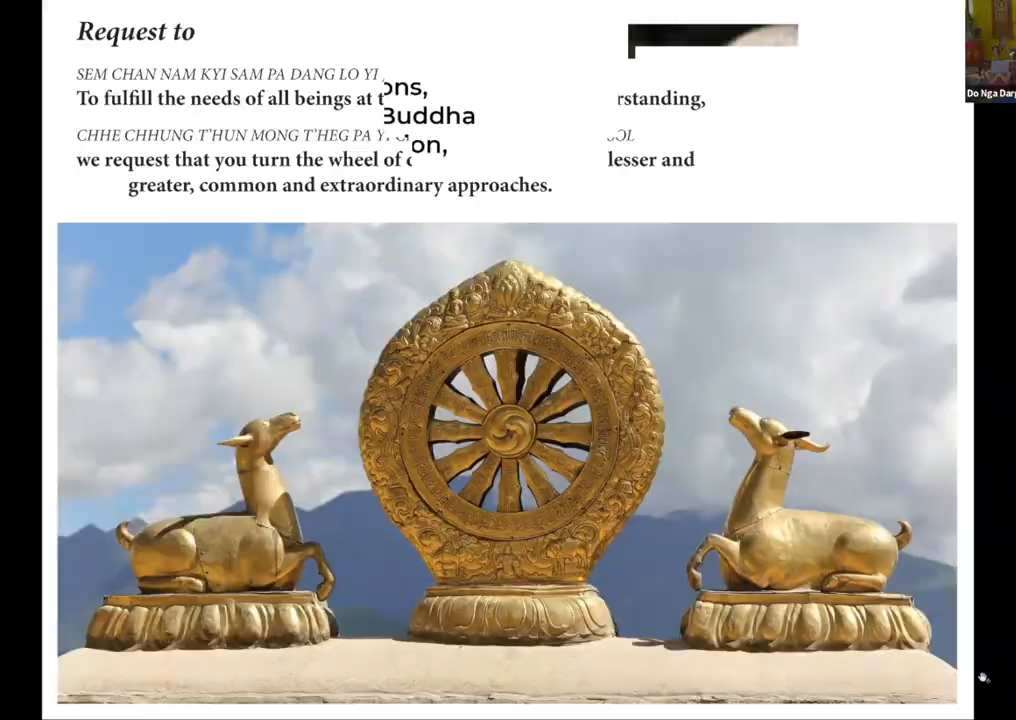 Request to
SEM CHAN NAM KYI SAM PA DANG LO YI
To fulfill the needs of all beings at
ons,
Buddha
on,
rstanding,
CHHE CHHUNG T'HUN MONG T'HEG PA
we request that you turn the wheel of
lesser and
greater, common and extraordinary approaches.
Do Nga Dar